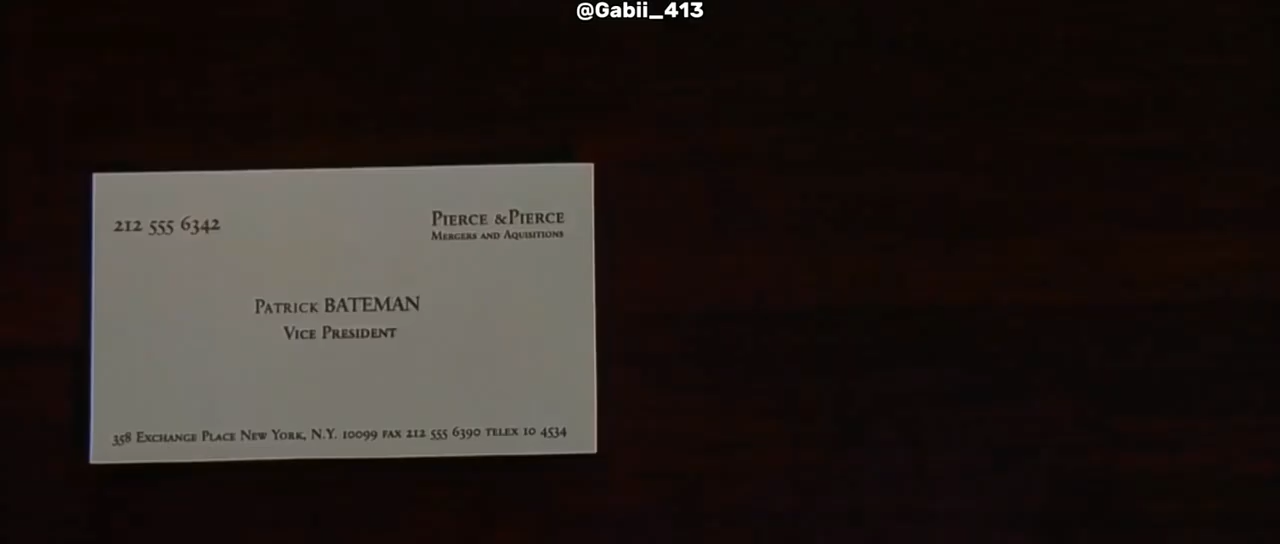 @Gabii_413
212 555 6342
PIERCE &PIERCE
MERGERS AND AQUISITIONS
PATRICK BATEMAN
VICE PRESIDENT
358 EXCHANGE PLACE NEW YORK, N.Y. 10099 FAX 212 555 6390 TELEX 10 4534